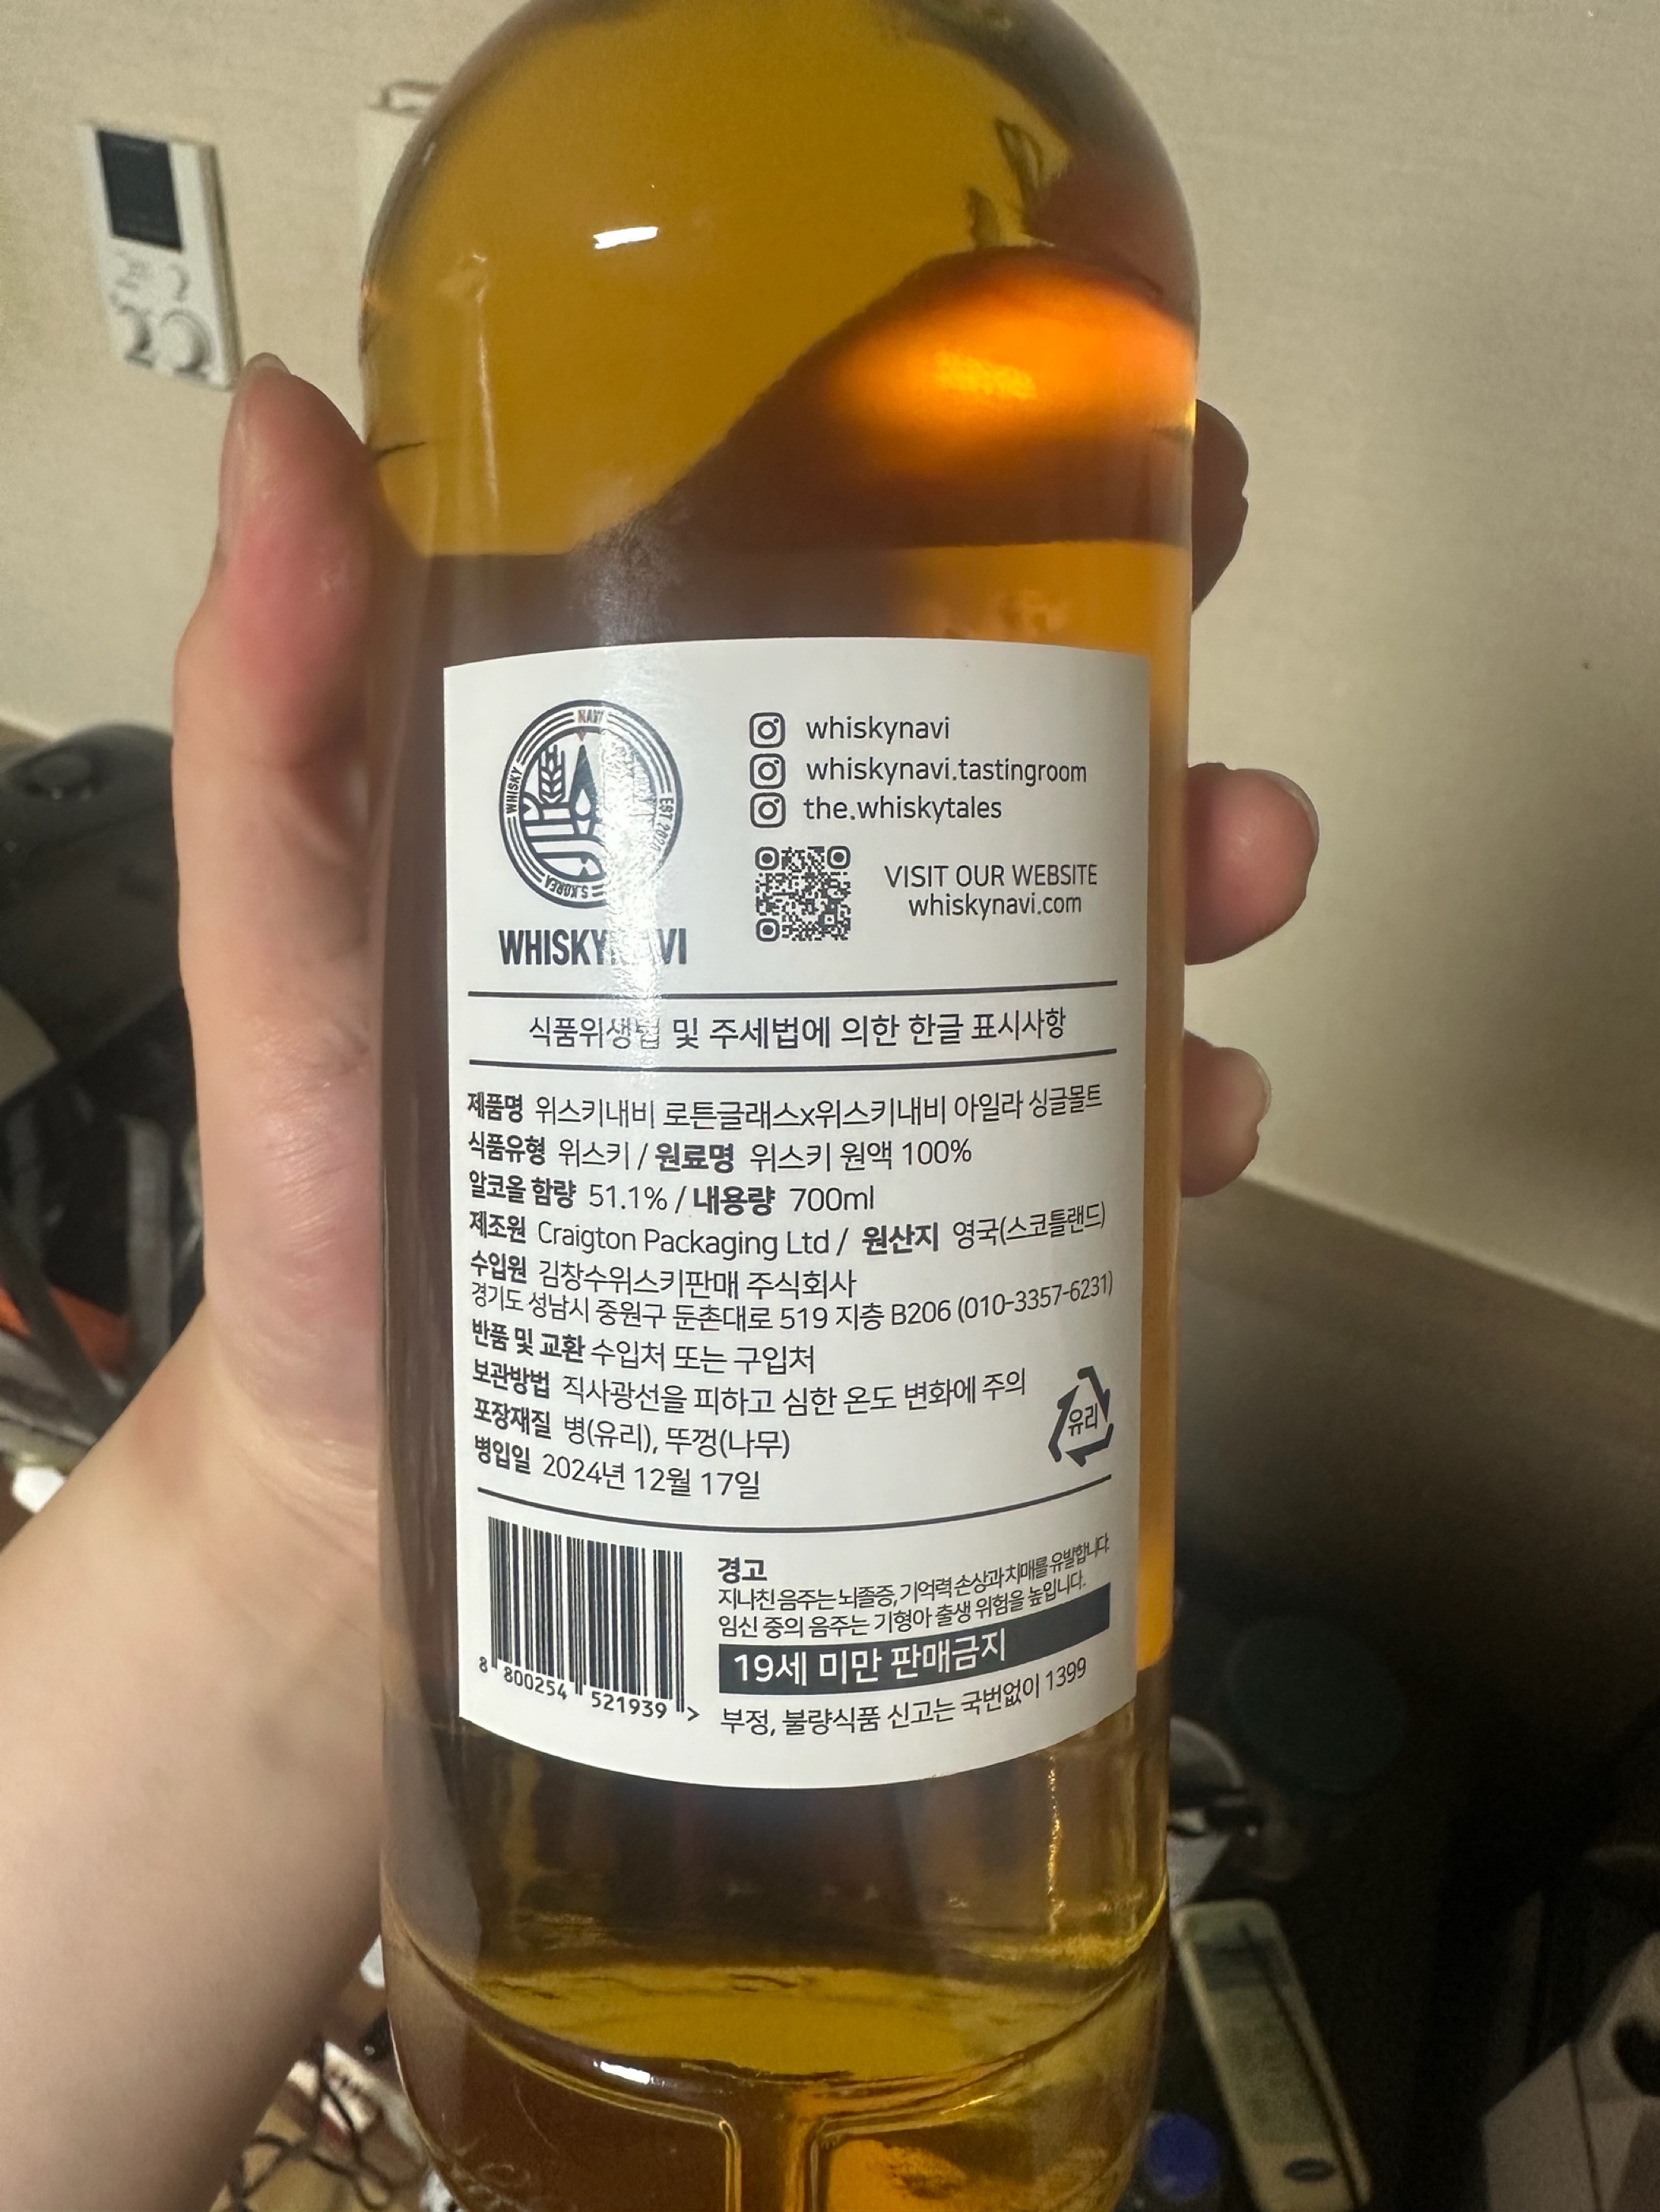 NAVI
WHISKY
EST. 202
S.KOREA
WHISKY VI
whiskynavi
whiskynavi.tastingroom
the.whiskytales
VISIT OUR WEBSITE
whiskynavi.com
식품위생법 및 주세법에 의한 한글 표시사항
제품명 위스키내비 로튼글래스x위스키내비 아일라 싱글몰트
식품유형 위스키 / 원료명 위스키 원액 100%
알코올 함량 51.1% / 내용량 700ml
제조원 Craigton Packaging Ltd / 원산지 영국(스코틀랜드)
수입원 김창수위스키판매 주식회사
경기도 성남시 중원구 둔촌대로 519 지층 B206 (010-3357-6231)
반품 및 교환 수입처 또는 구입처
보관방법 직사광선을 피하고 심한 온도 변화에 주의
포장재질 병(유리), 뚜껑(나무)
병입일 2024년 12월 17일
유리
경고
지나친 음주는 뇌졸증, 기억력 손상과 치매를 유발합니다.
임신 중의 음주는 기형아 출생 위험을 높입니다.
19세 미만 판매금지
부정, 불량식품 신고는 국번없이 1399
8 800254 521939 >